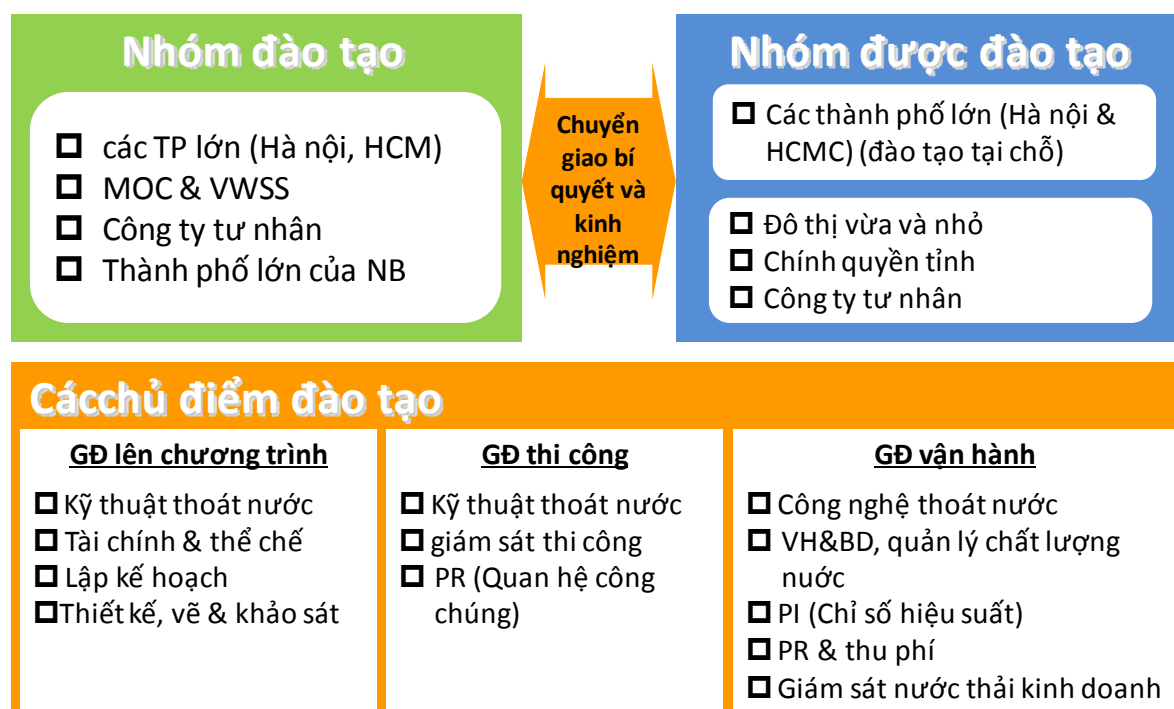 Nhóm đào tạo
các TP lớn (Hà nội, HCM)
MOC & VWSS
Công ty tư nhân
Thành phố lớn của NB
Chuyển
giao bí
quyết và
kinh
nghiệm
Nhóm được đào tạo
Các thành phố lớn (Hà nội &
HCMC) (đào tạo tại chỗ)
Đô thị vừa và nhỏ
Chính quyền tỉnh
Công ty tư nhân
Cácchủ điểm đào tạo
GĐ lên chương trình
Kỹ thuật thoát nước
Tài chính & thể chế
Lập kế hoạch
Thiết kế, vẽ & khảo sát
GĐ thi công
Kỹ thuật thoát nước
giám sát thi công
PR (Quan hệ công
chúng)
GĐ vận hành
Công nghệ thoát nước
VH&BD, quản lý chất lượng
nuớc
PI (Chỉ số hiệu suất)
PR & thu phí
Giám sát nước thải kinh doanh